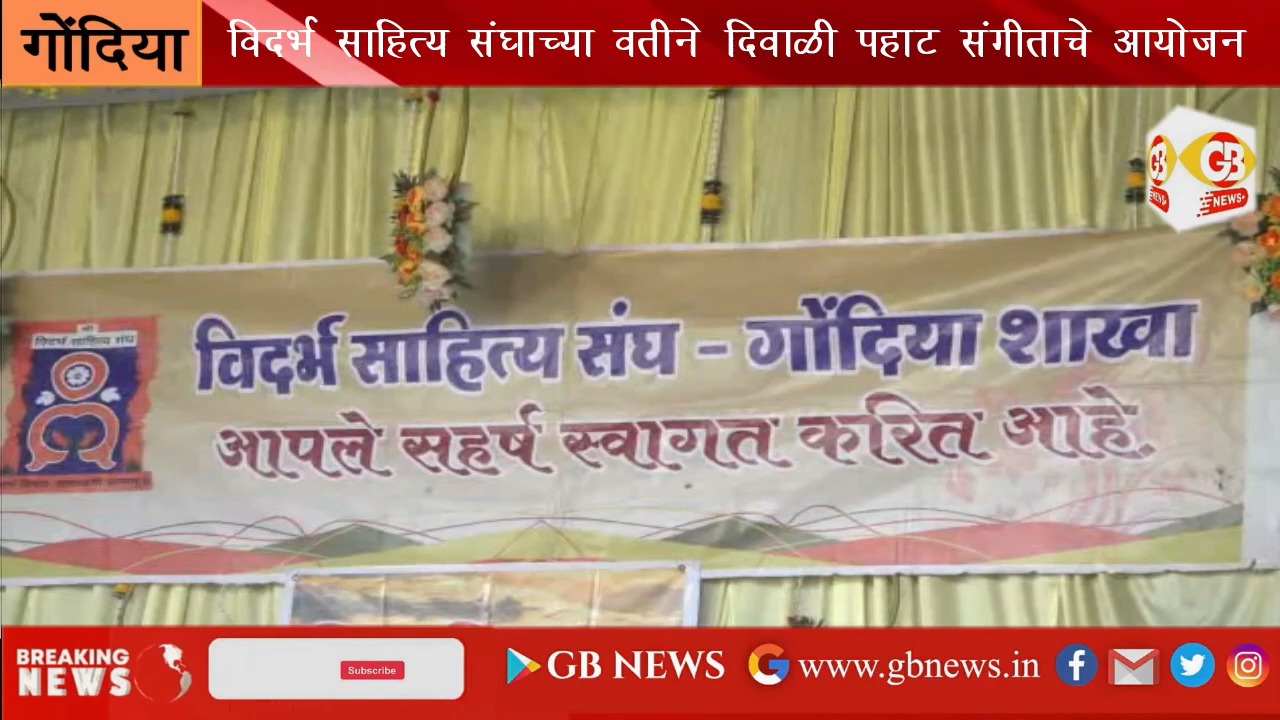 गोंदिया
विदर्भ साहित्य संघाच्या वतीने दिवाळी पहाट संगीताचे आयोजन
GB
NEWS+
विदर्भ साहित्य संघ
विदर्भ साहित्य संघ - गोंदिया शाखा
आपले सहर्ष स्वागत करित आहे.
BREAKING
NEWS
Subscribe
GB NEWS
www.gbnews.in